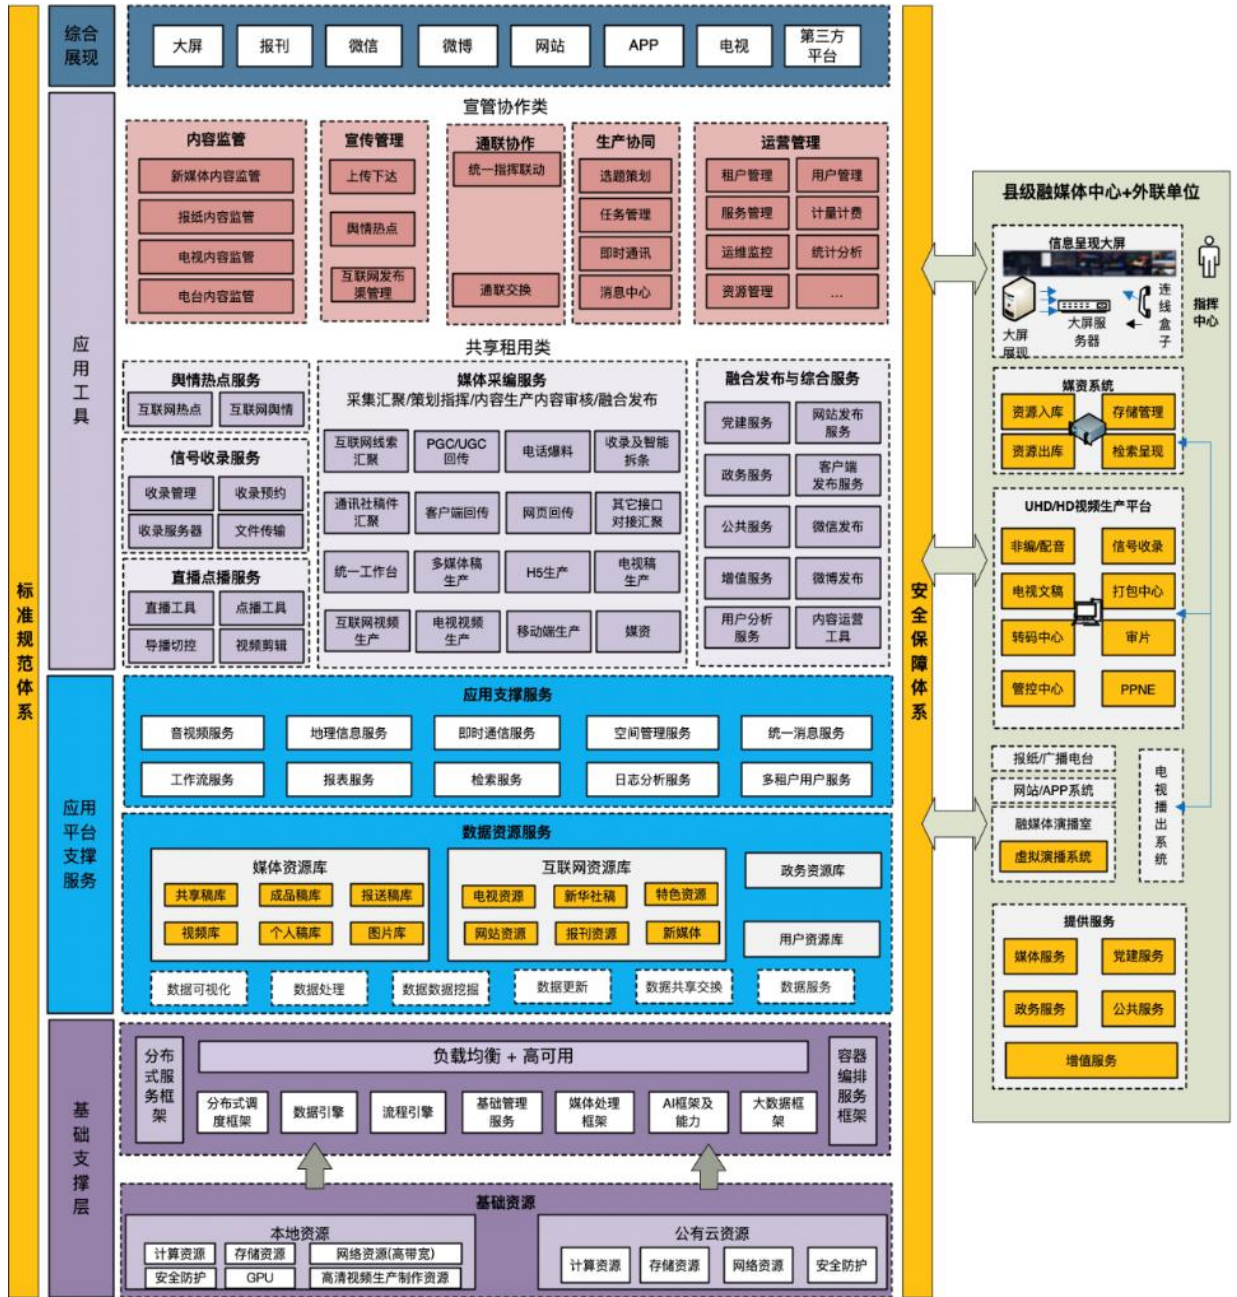 综合
展现
大屏
报刊
微信
微博
网站
APP
电视
第三方
平台
标准规范体系
安全保障体系
应用工具
宣管协作类
内容监管
新媒体内容监管
报纸内容监管
电视内容监管
电台内容监管
宣传管理
上传下达
舆情热点
互联网发布
渠管理
通联协作
统一指挥联动
通联交换
生产协同
选题策划
任务管理
即时通讯
消息中心
运营管理
租户管理
用户管理
服务管理
计量计费
运维监控
统计分析
资源管理
...
共享租用类
舆情热点服务
互联网热点
互联网舆情
信号收录服务
收录管理
收录预约
收录服务器
文件传输
直播点播服务
直播工具
点播工具
导播切控
视频剪辑
媒体采编服务
采集汇聚/策划指挥/内容生产内容审核/融合发布
互联网线索
汇聚
PGC/UGC
回传
电话爆料
收录及智能
拆条
通讯社稿件
汇聚
客户端回传
网页回传
其它接口
对接汇聚
统一工作台
多媒体稿
生产
H5生产
电视稿
生产
互联网视频
生产
电视视频
生产
移动端生产
媒资
融合发布与综合服务
党建服务
网站发布
服务
政务服务
客户端
发布服务
公共服务
微信发布
增值服务
微博发布
用户分析
服务
内容运营
工具
应用
平台
支撑
服务
应用支撑服务
音视频服务
地理信息服务
即时通信服务
空间管理服务
统一消息服务
工作流服务
报表服务
检索服务
日志分析服务
多租户用户服务
数据资源服务
媒体资源库
共享稿库
成品稿库
报送稿库
视频库
个人稿库
图片库
互联网资源库
电视资源
新华社稿
特色资源
网站资源
报刊资源
新媒体
政务资源库
用户资源库
数据可视化
数据处理
数据数据挖掘
数据更新
数据共享交换
数据服务
基础支撑层
分布
式服
务框
架
负载均衡 + 高可用
容器
编排
服务
框架
分布式调
度框架
数据引擎
流程引擎
基础管理
服务
媒体处理
框架
AI框架及
能力
大数据框
架
基础资源
本地资源
计算资源
存储资源
网络资源(高带宽)
安全防护
GPU
高清视频生产制作资源
公有云资源
计算资源
存储资源
网络资源
安全防护
县级融媒体中心+外联单位
信息呈现大屏
大屏
展现
大屏服
务器
连线盒子
指挥
中心
媒资系统
资源入库
存储管理
资源出库
检索呈现
UHD/HD视频生产平台
非编/配音
信号收录
电视文稿
打包中心
转码中心
审片
管控中心
PPNE
报纸/广播电台
网站/APP系统
融媒体演播室
虚拟演播系统
电视播出系统
提供服务
媒体服务
党建服务
政务服务
公共服务
增值服务